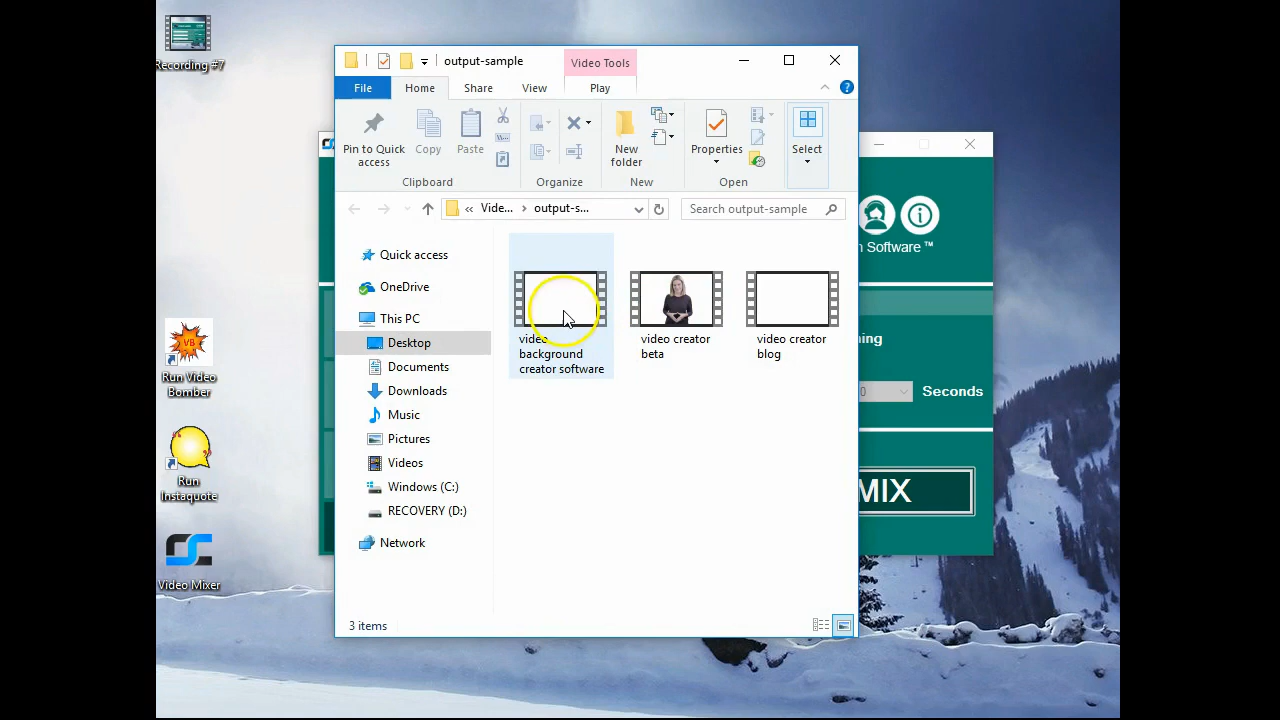 Recording #7
output-sample
Video Tools
File
Home
Share
View
Play
Pin to Quick
access
Copy
Paste
New
folder
Properties
Select
Clipboard
Organize
New
Open
« Vide... > output-s...
Search output-sample
Quick access
OneDrive
This PC
Desktop
Documents
Downloads
Music
Pictures
Videos
Windows (C:)
RECOVERY (D:)
Network
video
background
creator software
video creator
beta
video creator
blog
3 items
n Software ™
ning
0
Seconds
MIX
VB
Run Video
Bomber
Run
Instaquote
Video Mixer